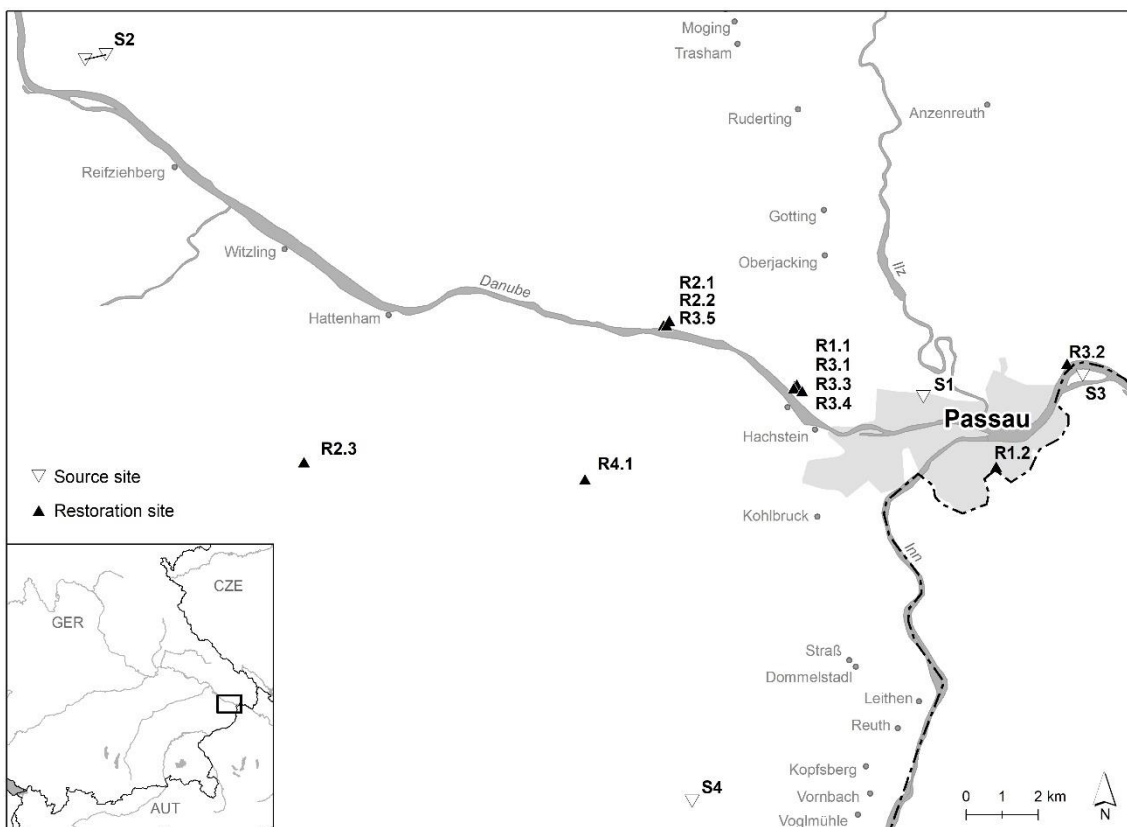 S2
Moging
Trasham
Ruderting
Anzenreuth
Reifziehberg
Gotting
Witzling
Oberjacking
Ilz
Danube
R2.1
R2.2
R3.5
Hattenham
R1.1
R3.1
R3.3
R3.4
R3.2
S1
S3
Passau
Hachstein
R2.3
R4.1
R1.2
Source site
Restoration site
Kohlbruck
Inn
CZE
GER
AUT
Straß
Dommelstadl
Leithen
Reuth
Kopfsberg
Vornbach
Voglmühle
S4
0 1 2 km
N